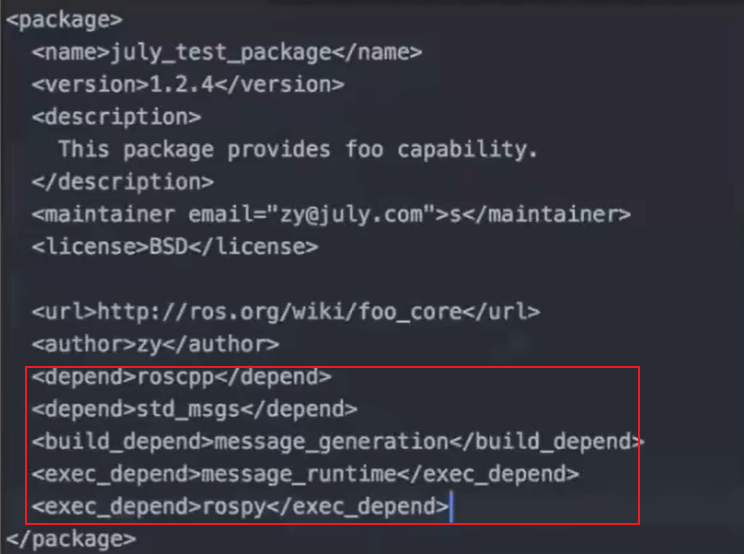 <package>
<name>july_test_package</name>
<version>1.2.4</version>
<description>
This package provides foo capability.
</description>
<maintainer email="zy@july.com">s</maintainer>
<license>BSD</license>
<url>http://ros.org/wiki/foo_core</url>
<author>zy</author>
<depend>roscpp</depend>
<depend>std_msgs</depend>
<build_depend>message_generation</build_depend>
<exec_depend>message_runtime</exec_depend>
<exec_depend>rospy</exec_depend>
</package>